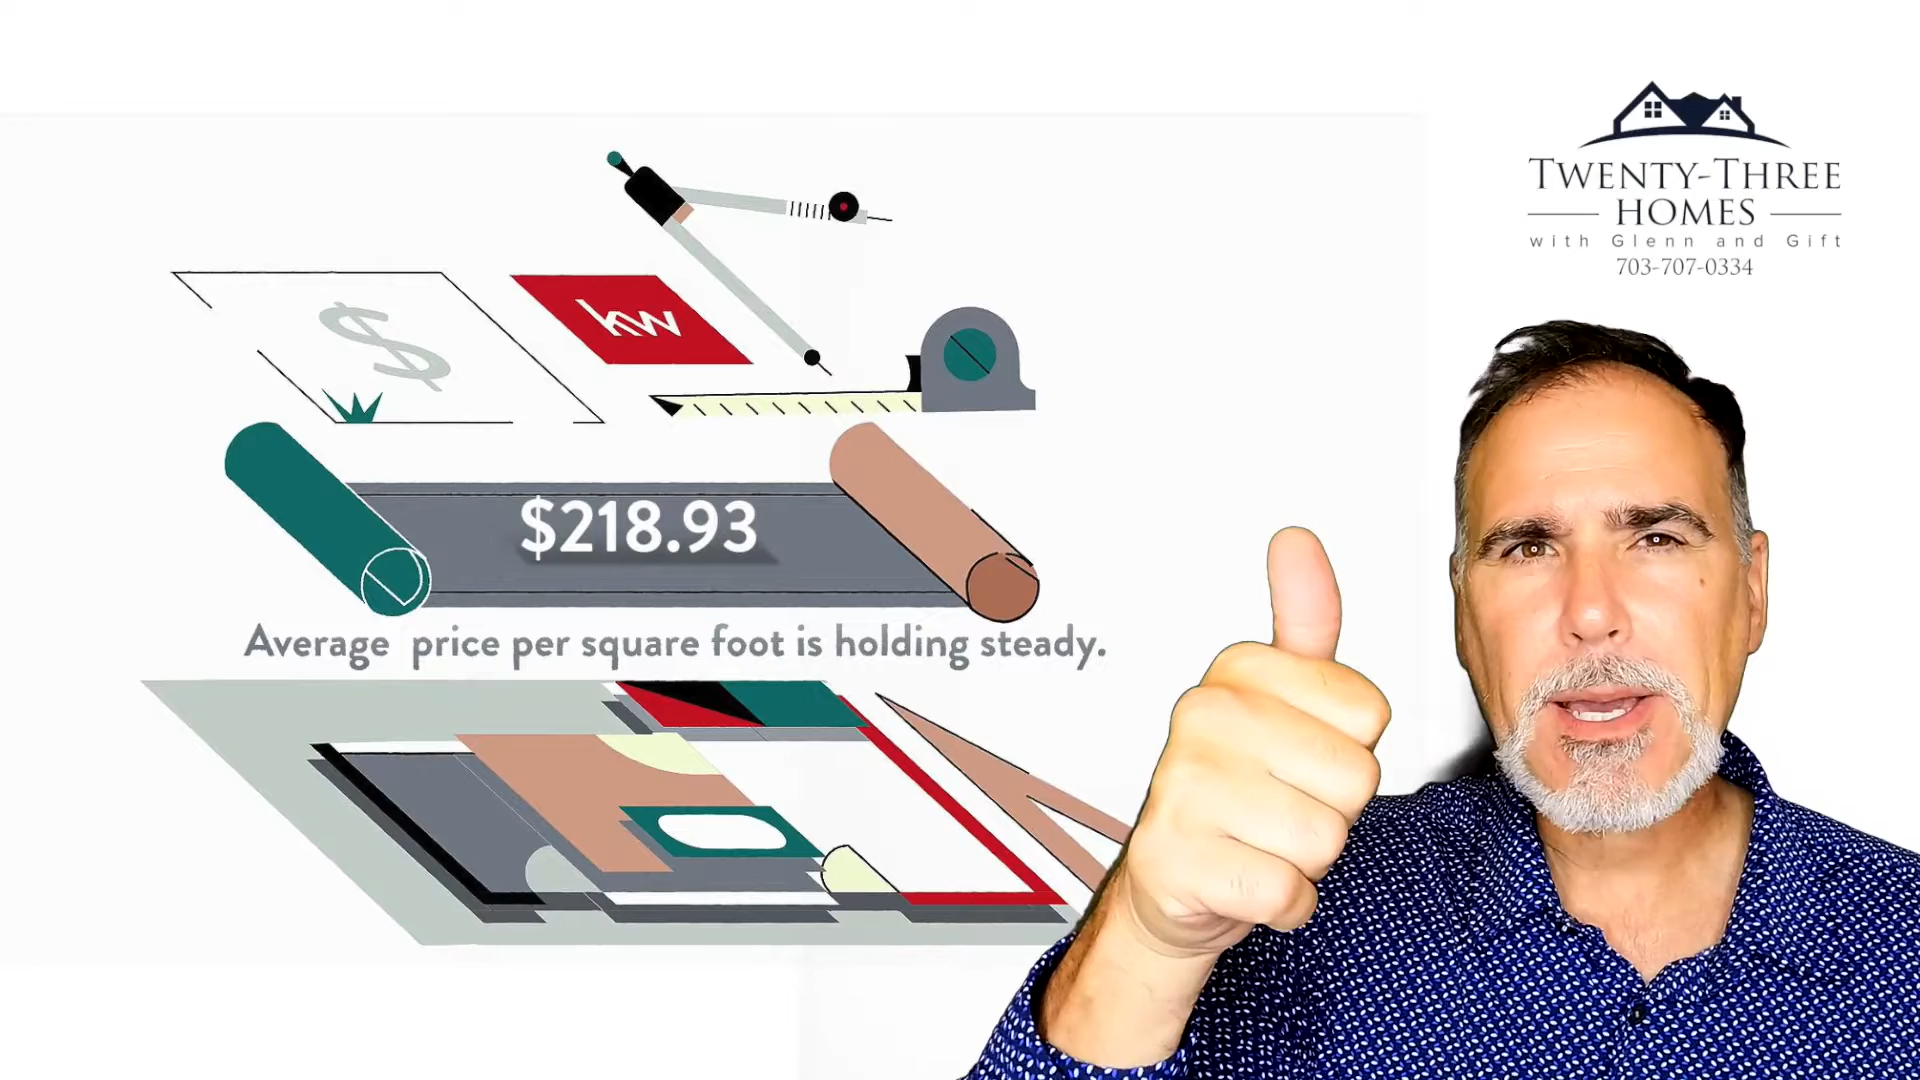 TWENTY-THREE
HOMES
with Glenn and Gift
703-707-0334
$
kw
$218.93
Average price per square foot is holding steady.